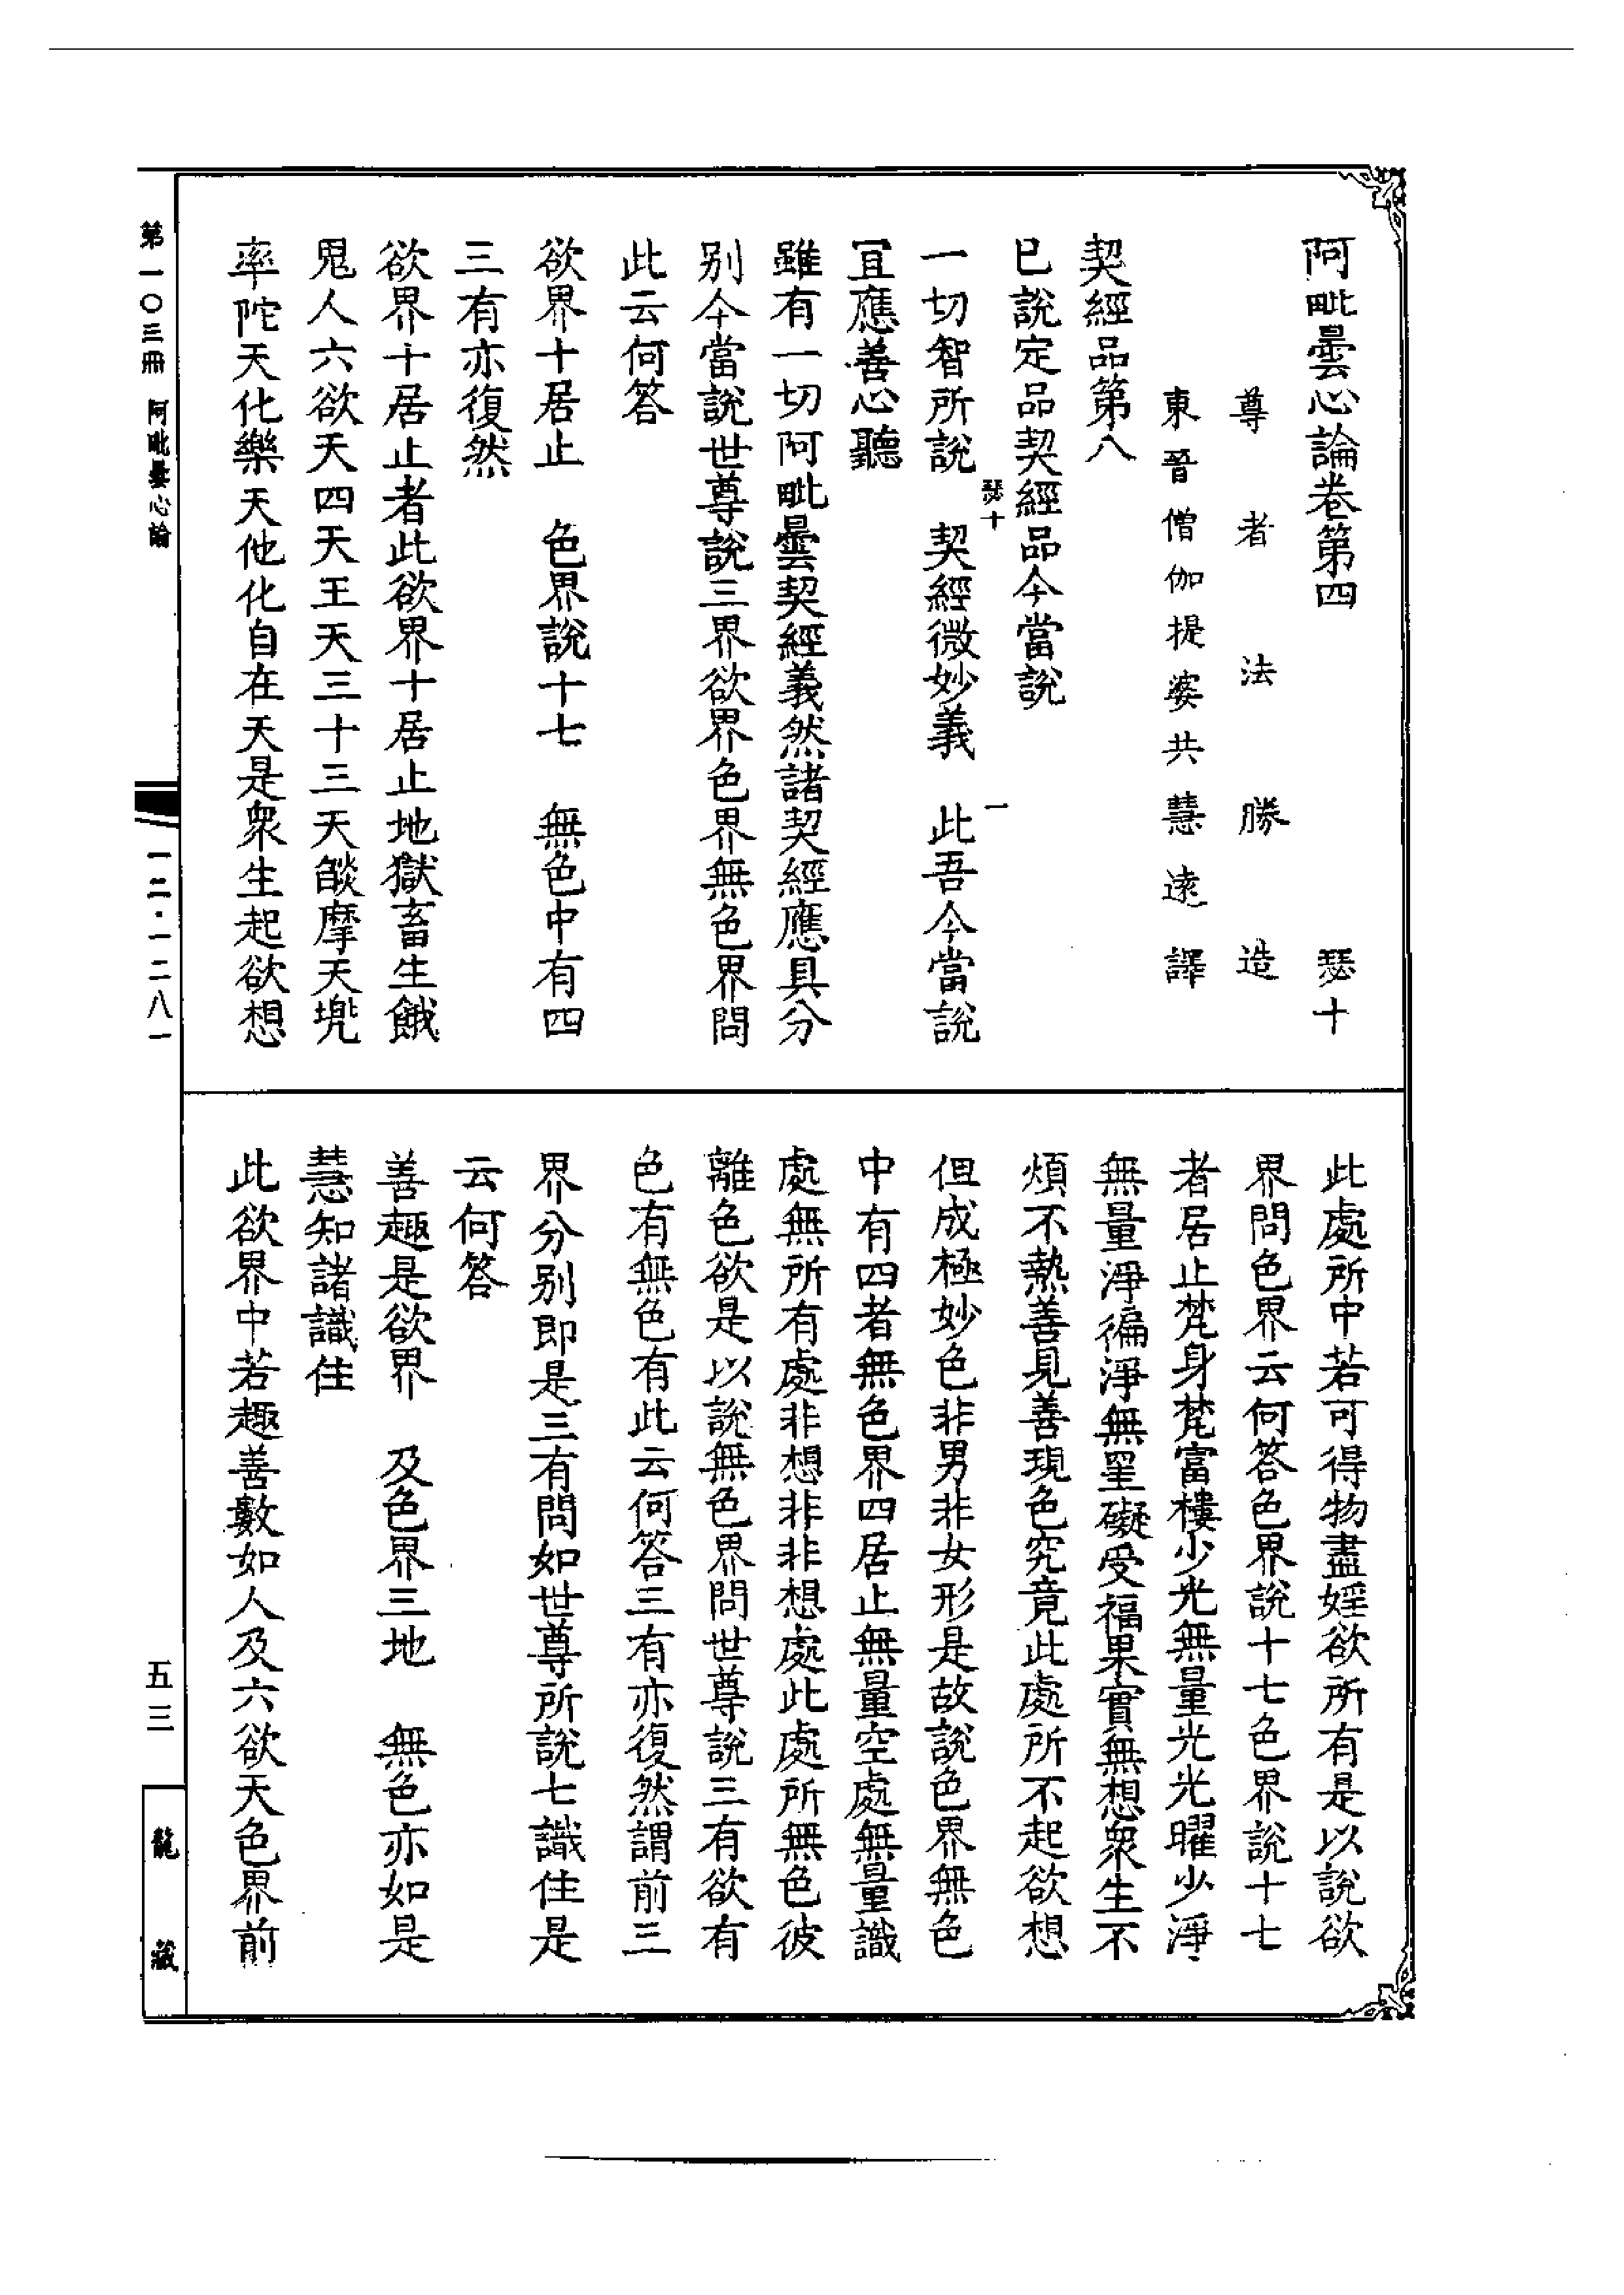 阿毗曇心論卷第四　瑟十
尊者法勝造
東晉僧伽提婆共慧遠譯
契經品第八
已說定品契經品今當說
瑟十　一
一切智所說　契經微妙義　此吾今當說
宜應善心聽
雖有一切阿毗曇契經義然諸契經應具分
別今當說世尊說三界欲界色界無色界問
此云何答
欲界十居止　色界說十七　無色中有四
三有亦復然
欲界十居止者此欲界十居止地獄畜生餓
鬼人六欲天四天王天三十三天𦦨摩天兜
率陀天化樂天他化自在天是衆生起欲想
此處所中若可得物盡婬欲所有是以說欲
界問色界云何答色界說十七色界說十七
者居止梵身梵富樓少光無量光光曜少淨
無量淨徧淨無罣礙受福果實無想衆生不
煩不熱善見善現色究竟此處所不起欲想
但成極妙色非男非女形是故說色界無色
中有四者無色界四居止無量空處無量識
處無所有處非想非非想處此處所無色彼
離色欲是以說無色界問世尊說三有欲有
色有無色有此云何答三有亦復然謂前三
界分別即是三有問如世尊所說七識住是
云何答
善趣是欲界　及色界三地　無色亦如是
慧知諸識住
此欲界中若趣善數如人及六欲天色界前
第一〇三冊　阿毗曇心論
一二·一二八一
五三
龍藏